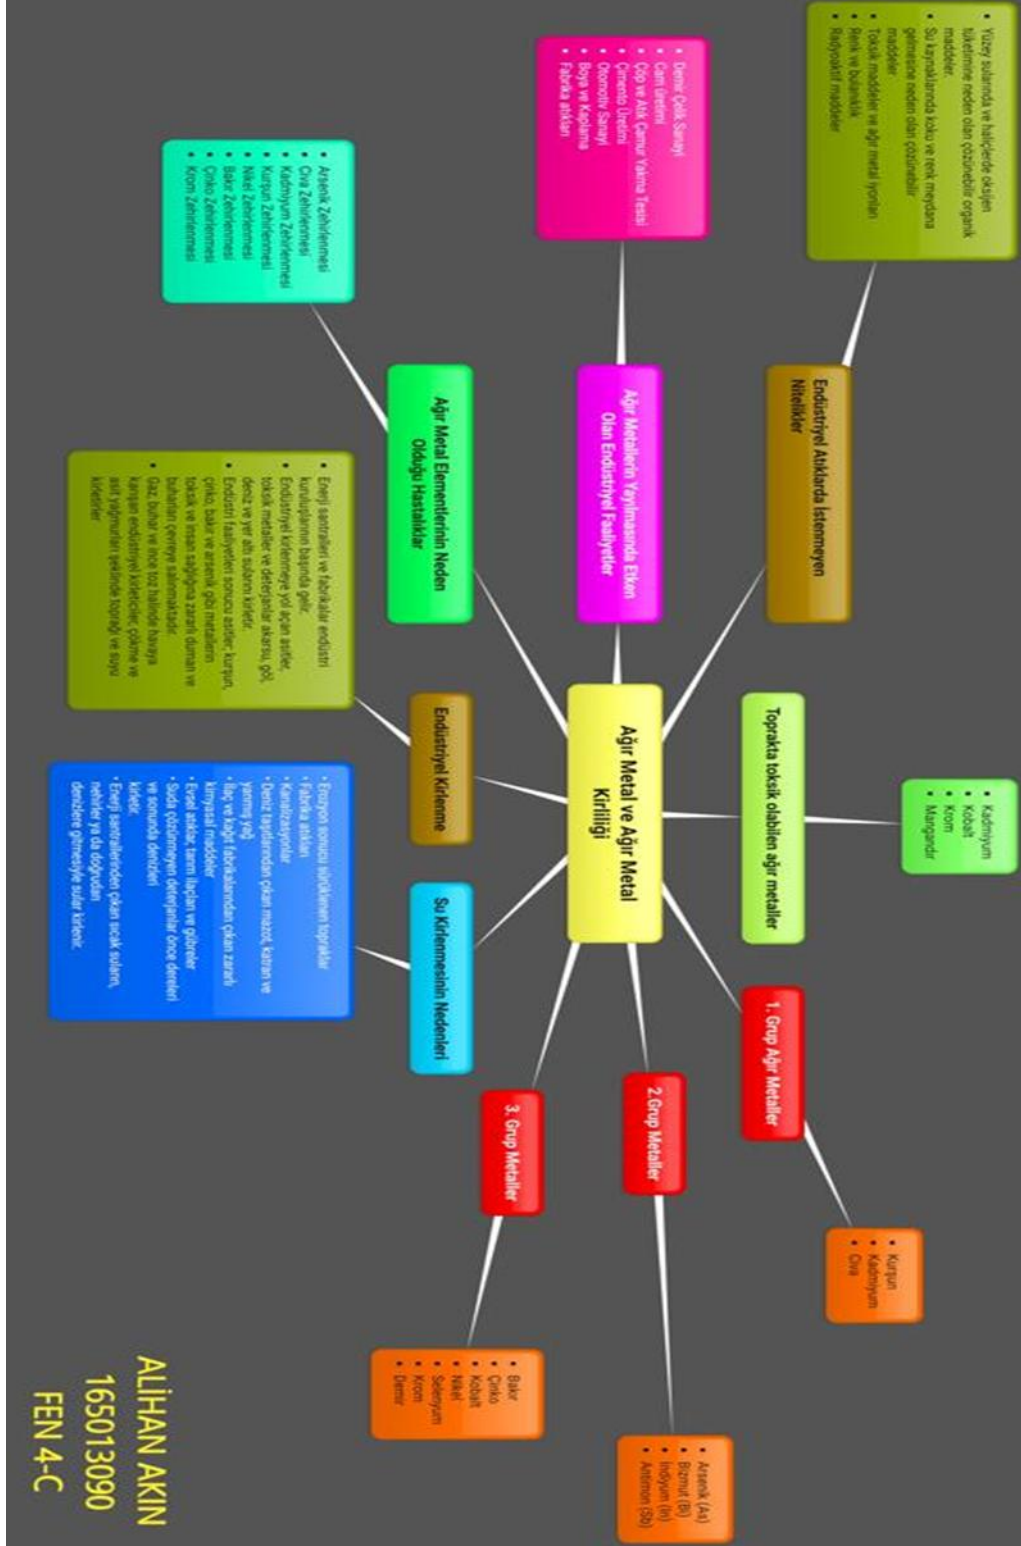 Ağır Metal ve Ağır Metal
Kirliliği
Endüstriyel Atıklarda İstenmeyen
Nitelikler
• Yüzey sularında ve haliçlerde oksijen
tüketimine neden olan çözünebilir organik
maddeler.
• Su kaynaklarında koku ve renk meydana
gelmesine neden olan çözünebilir
maddeler
• Toksik maddeler ve ağır metal iyonları
• Renk ve bulanıklık
• Radyoaktif maddeler
Ağır Metallerin Yayılmasında Etken
Olan Endüstriyel Faaliyetler
• Demir Çelik Sanayi
• Cam üretimi
• Çöp ve Atık Çamur Yakma Tesisi
• Çimento Üretimi
• Otomotiv Sanayi
• Boya ve Kaplama
• Fabrika atıkları
Ağır Metal Elementlerinin Neden
Olduğu Hastalıklar
• Arsenik Zehirlenmesi
• Civa Zehirlenmesi
• Kadmiyum Zehirlenmesi
• Kurşun Zehirlenmesi
• Nikel Zehirlenmesi
• Bakır Zehirlenmesi
• Çinko Zehirlenmesi
• Krom Zehirlenmesi
Endüstriyel Kirlenme
• Enerji santralleri ve fabrikalar endüstri
kuruluşlarının başında gelir.
• Endüstriyel kirlenmeye yol açan asitler,
toksik metaller ve deterjanlar akarsu, göl,
deniz ve yer altı sularını kirletir.
• Endüstri faaliyetleri sonucu asitler; kurşun,
çinko, bakır ve arsenik gibi metallerin
toksik ve insan sağlığına zararlı duman ve
buharları çevreye salınmaktadır.
• Gaz, buhar ve ince toz halinde havaya
karışan endüstriyel kirleticiler, çökme ve
asit yağmurları şeklinde toprağı ve suyu
kirletirler
Su Kirlenmesinin Nedenleri
• Erozyon sonucu sürüklenen topraklar
• Fabrika atıkları
• Kanalizasyonlar
• Deniz taşıtlarından çıkan mazot, katran ve
yanmış yağ
• İlaç ve kağıt fabrikalarından çıkan zararlı
kimyasal maddeler
• Evsel atıklar, tarım ilaçları ve gübreler
• Suda çözünmeyen deterjanlar önce dereleri
ve sonunda denizleri
kirletir.
• Enerji santrallerinden çıkan sıcak suların,
nehirler ya da doğrudan
denizlere gitmesiyle sular kirlenir.
Toprakta toksik olabilen ağır metaller
• Kadmiyum
• Kobalt
• Krom
• Mangandır
1. Grup Ağır Metaller
• Kurşun
• Kadmiyum
• Civa
2.Grup Metaller
• Arsenik (As)
• Bizmut (Bi)
• İndiyum (In)
• Antimon (Sb)
3. Grup Metaller
• Bakır
• Çinko
• Kobalt
• Nikel
• Selenyum
• Krom
• Demir
ALİHAN AKIN
165013090
FEN 4-C